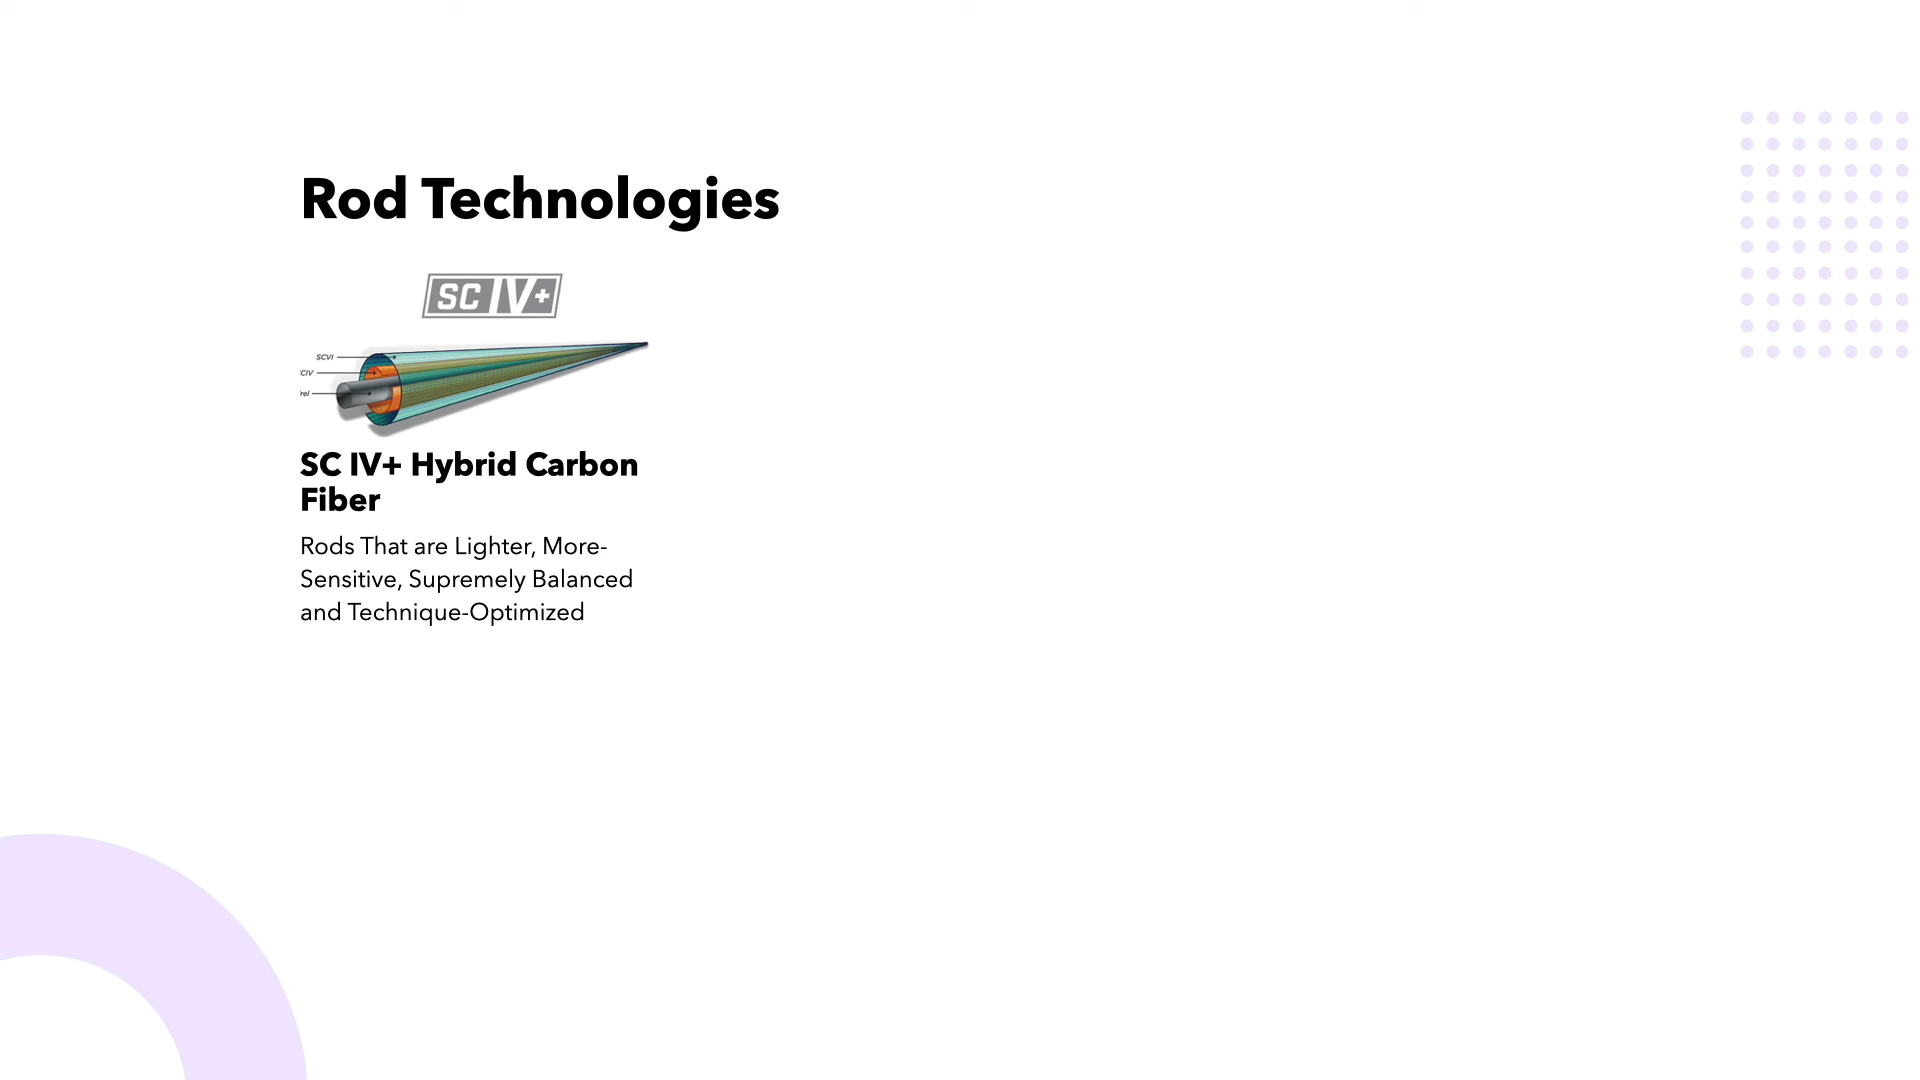 Rod Technologies
SC IV+
SCVI
SC IV+ Hybrid Carbon
Fiber
Rods That are Lighter, More-
Sensitive, Supremely Balanced
and Technique-Optimized